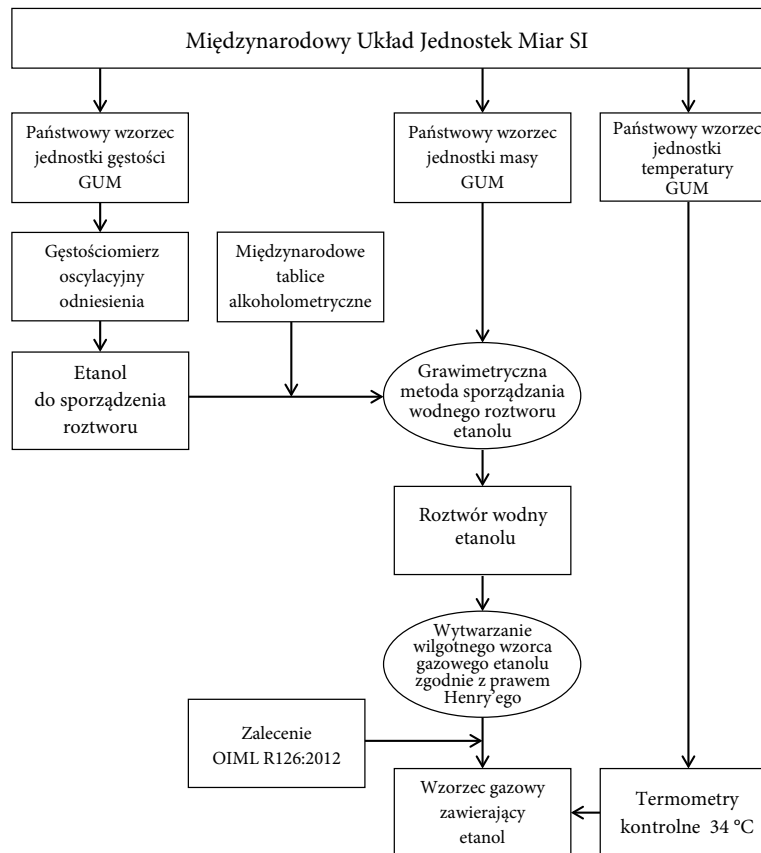 Międzynarodowy Układ Jednostek Miar SI
Państwowy wzorzec
jednostki gęstości
GUM
Państwowy wzorzec
jednostki masy
GUM
Państwowy wzorzec
jednostki
temperatury
GUM
Gęstościomierz
oscylacyjny
odniesienia
Międzynarodowe
tablice
alkoholometryczne
Etanol
do sporządzenia
roztworu
Grawimetryczna
metoda sporządzania
wodnego roztworu
etanolu
Roztwór wodny
etanolu
Wytwarzanie
wilgotnego wzorca
gazowego etanolu
zgodnie z prawem
Henry'ego
Zalecenie
OIML R126:2012
Wzorzec gazowy
zawierający
etanol
Termometry
kontrolne 34 °C